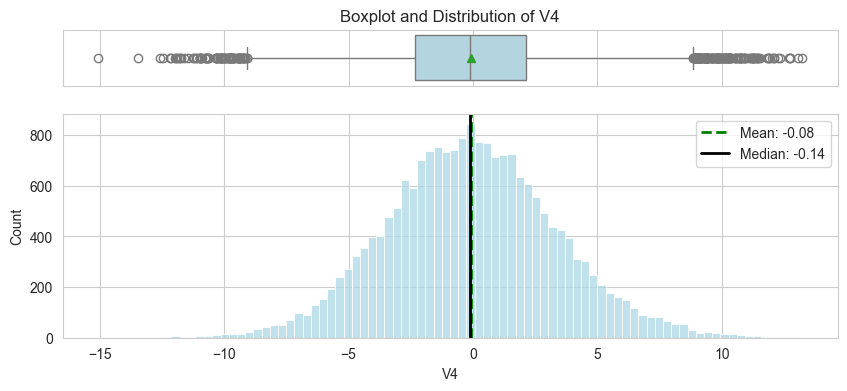 Boxplot and Distribution of V4
800
600
400
200
0
Count
Mean: -0.08
Median: -0.14
−15
−10
−5
0
5
10
V4